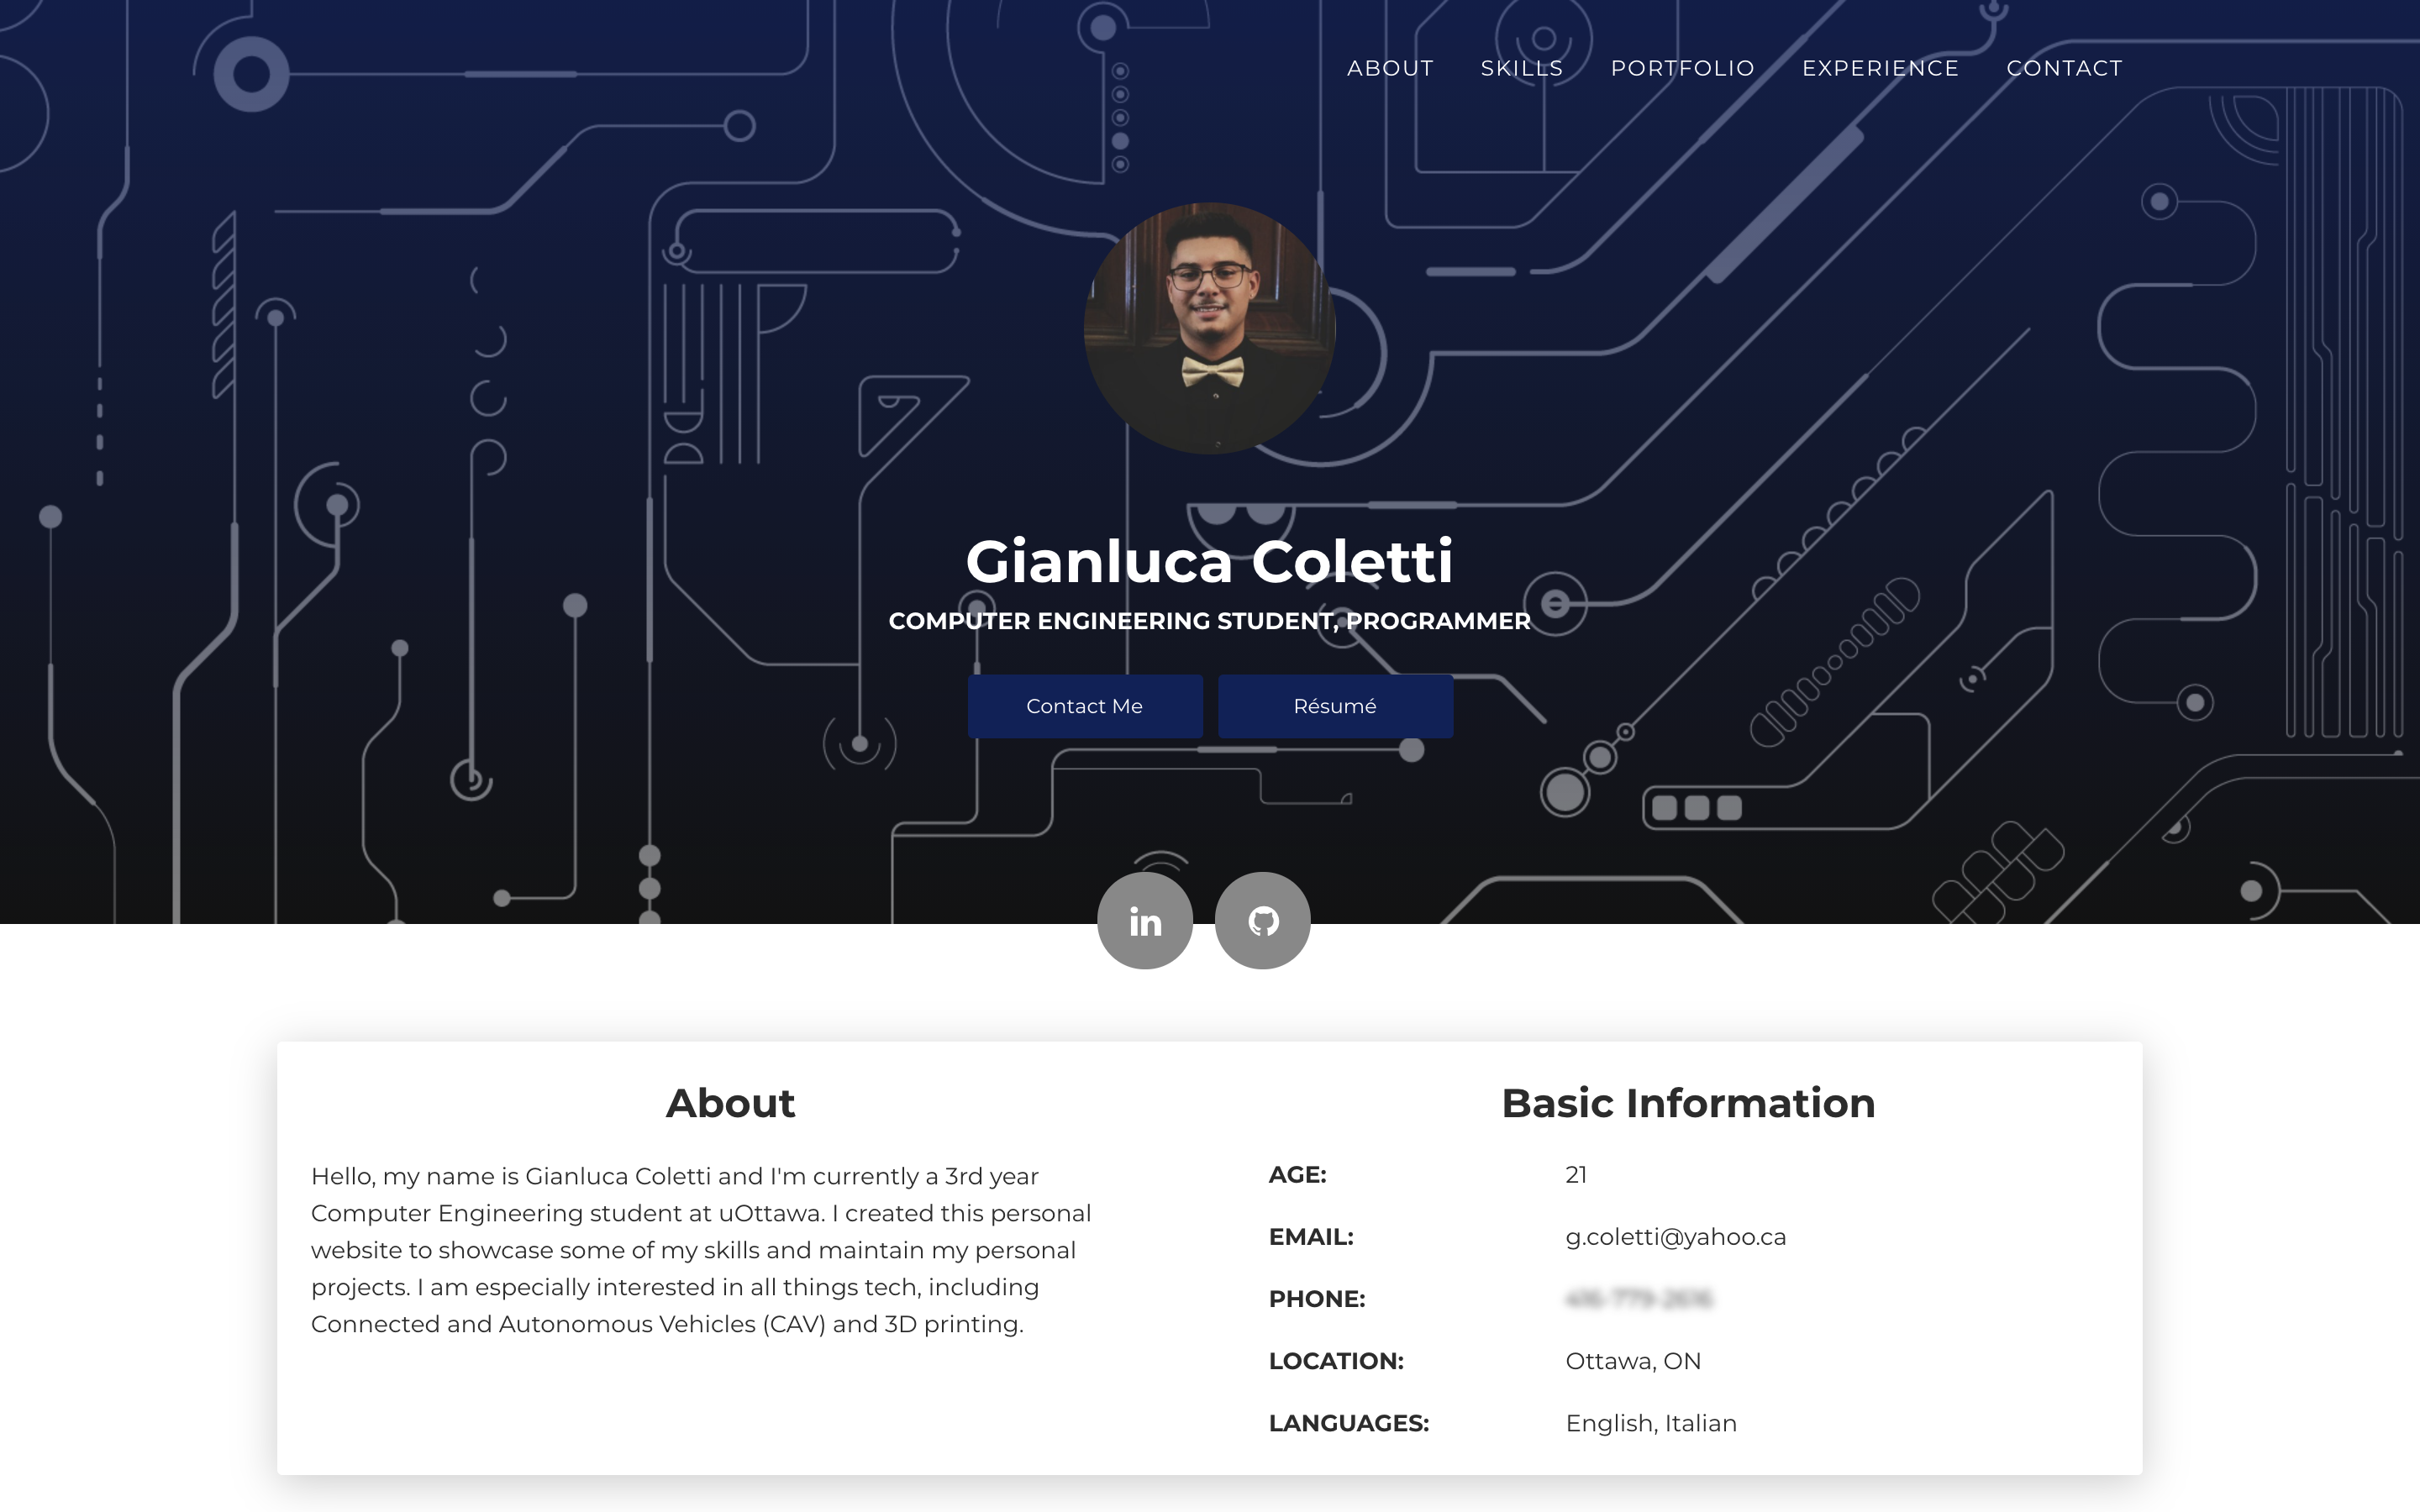 ABOUT SKILLS PORTFOLIO EXPERIENCE CONTACT
Gianluca Coletti
COMPUTER ENGINEERING STUDENT, PROGRAMMER
Contact Me Résumé
in
About
Hello, my name is Gianluca Coletti and I'm currently a 3rd year
Computer Engineering student at uOttawa. I created this personal
website to showcase some of my skills and maintain my personal
projects. I am especially interested in all things tech, including
Connected and Autonomous Vehicles (CAV) and 3D printing.
Basic Information
AGE: 21
EMAIL: g.coletti@yahoo.ca
PHONE:
LOCATION: Ottawa, ON
LANGUAGES: English, Italian